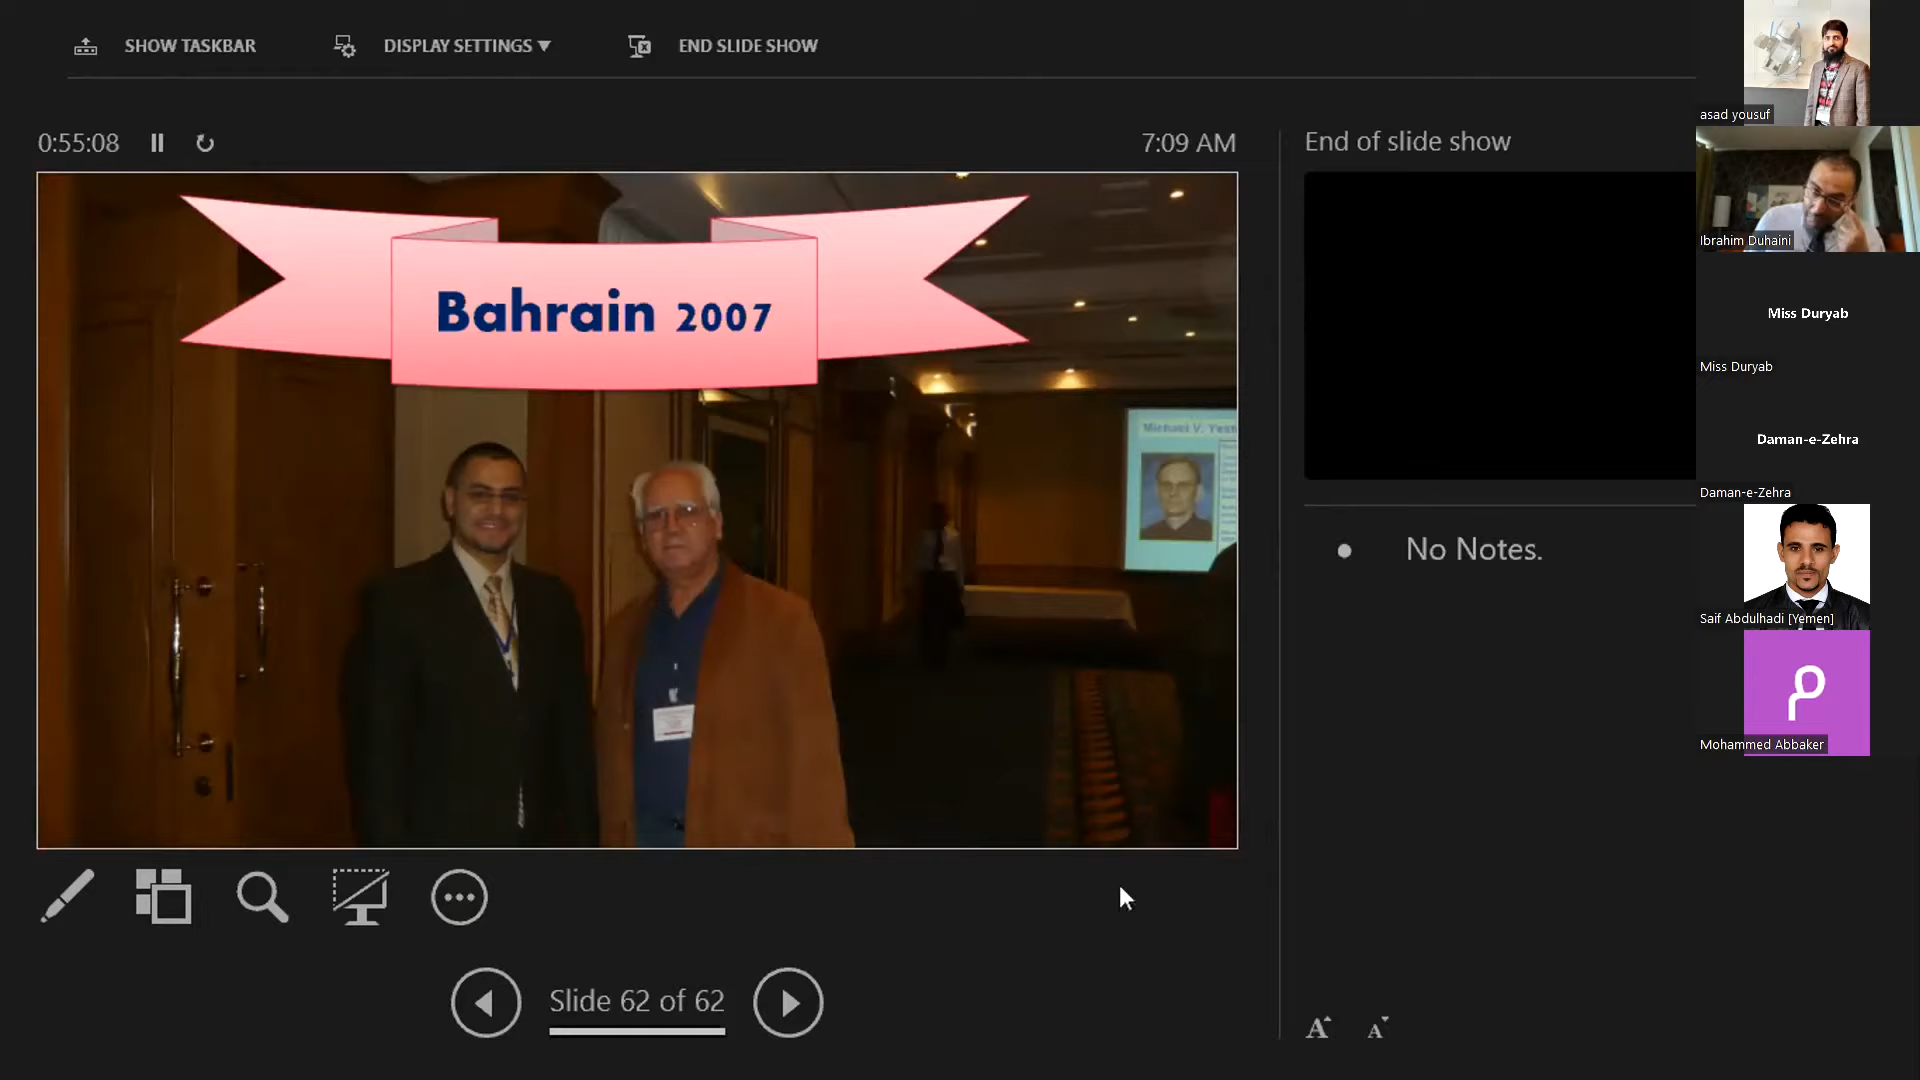 SHOW TASKBAR
DISPLAY SETTINGS ▼
END SLIDE SHOW
0:55:08
7:09 AM
End of slide show
Bahrain 2007
Michael V.
No Notes.
Slide 62 of 62
A
A
asad yousuf
Ibrahim Duhaini
Miss Duryab
Miss Duryab
Daman-e-Zehra
Daman-e-Zehra
Saif Abdulhadi [Yemen]
م
Mohammed Abbaker